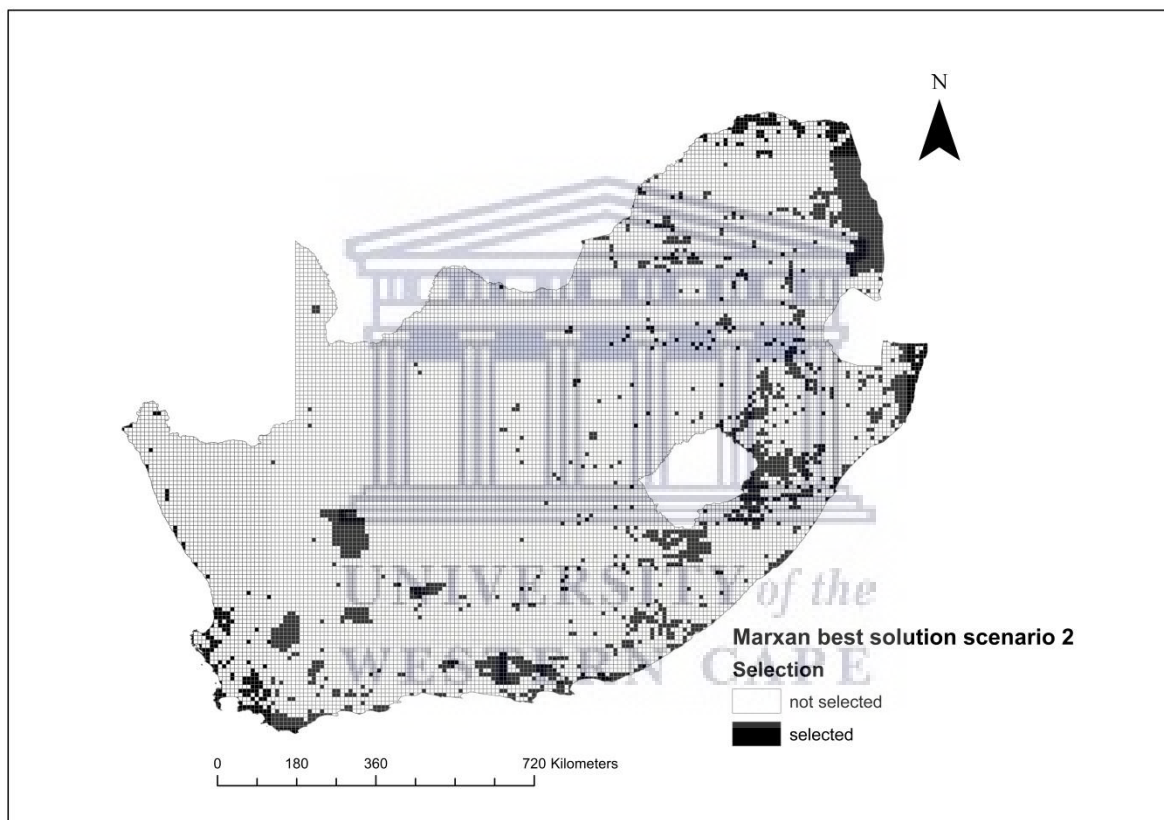 N
UNIVERSITY of the
WESTERN CAPE
Marxan best solution scenario 2
Selection
not selected
selected
0 180 360 720 Kilometers